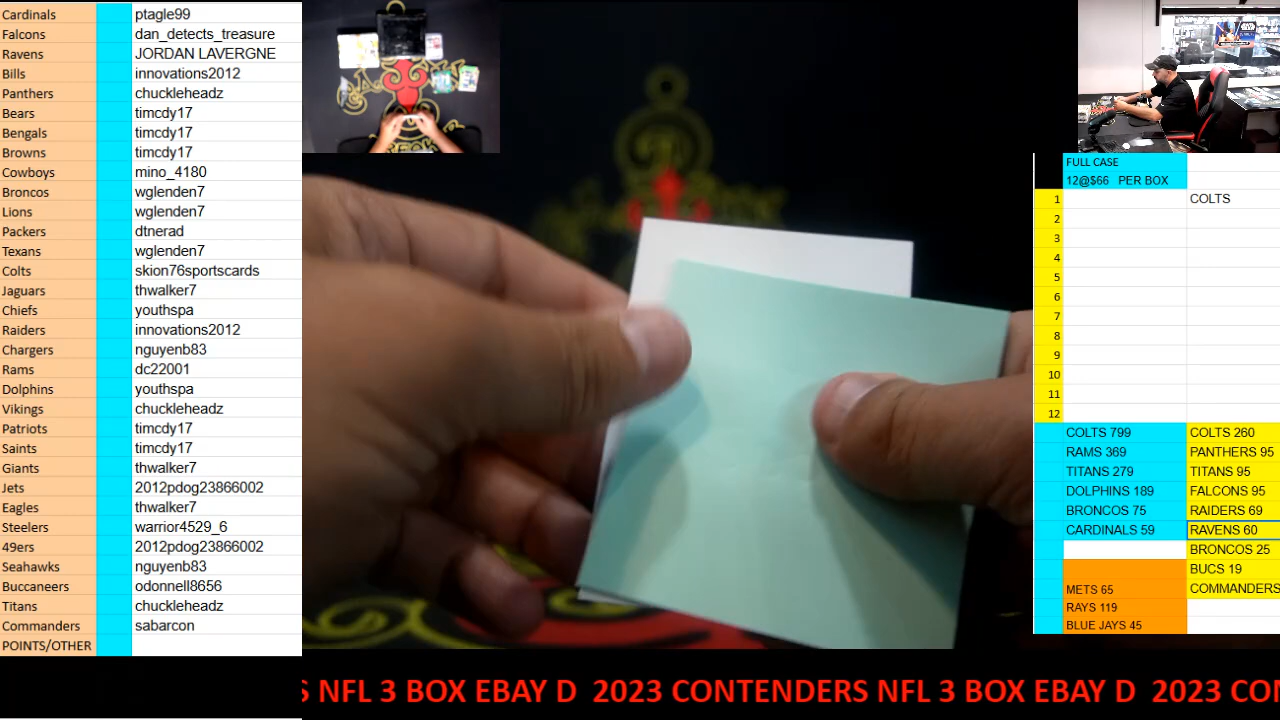 Cardinals ptagle99
Falcons dan_detects_treasure
Ravens JORDAN LAVERGNE
Bills innovations2012
Panthers chuckleheadz
Bears timcdy17
Bengals timcdy17
Browns timcdy17
Cowboys mino_4180
Broncos wglenden7
Lions wglenden7
Packers dtnerad
Texans wglenden7
Colts skion76sportscards
Jaguars thwalker7
Chiefs youthspa
Raiders innovations2012
Chargers nguyenb83
Rams dc22001
Dolphins youthspa
Vikings chuckleheadz
Patriots timcdy17
Saints timcdy17
Giants thwalker7
Jets 2012pdog23866002
Eagles thwalker7
Steelers warrior4529_6
49ers 2012pdog23866002
Seahawks nguyenb83
Buccaneers odonnell8656
Titans chuckleheadz
Commanders sabarcon
POINTS/OTHER
FULL CASE
12@$66 PER BOX
1 COLTS
2
3
4
5
6
7
8
9
10
11
12
COLTS 799 COLTS 260
RAMS 369 PANTHERS 95
TITANS 279 TITANS 95
DOLPHINS 189 FALCONS 95
BRONCOS 75 RAIDERS 69
CARDINALS 59 RAVENS 60
BRONCOS 25
BUCS 19
METS 65 COMMANDERS
RAYS 119
BLUE JAYS 45
S NFL 3 BOX EBAY D 2023 CONTENDERS NFL 3 BOX EBAY D 2023 CO